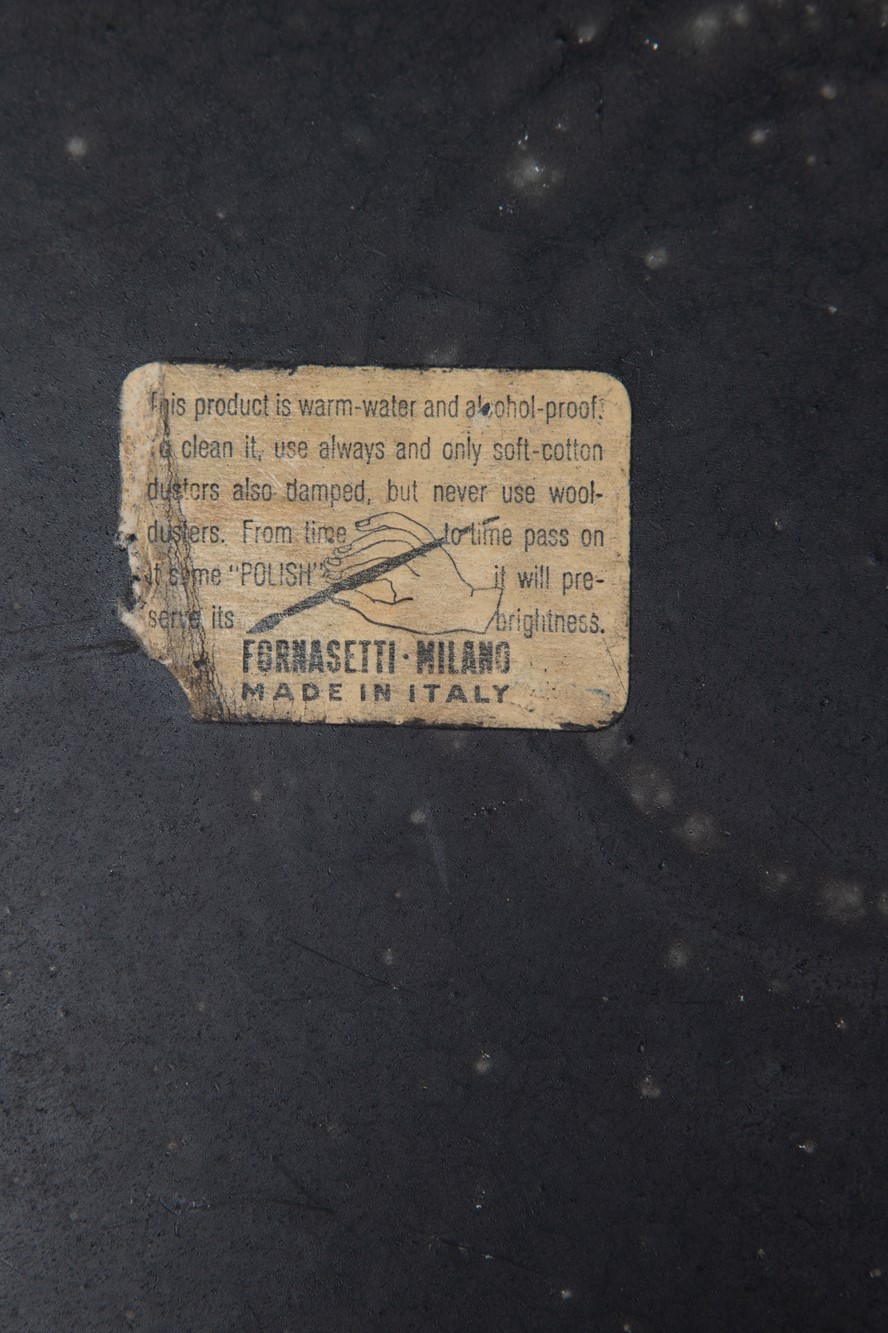 This product is warm-water and alcohol-proof.
o clean it, use always and only soft-cotton
dusters also damped, but never use wool-
dusters. From time to time pass on
it some "POLISH" it will pre-
serve its brightness.
FORNASETTI·MILANO
MADE IN ITALY